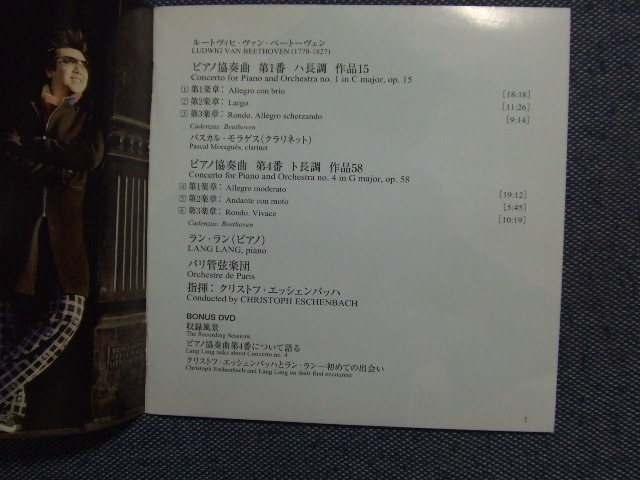 ルートヴィヒ・ヴァン・ベートーヴェン
LUDWIG VAN BEETHOVEN (1770-1827)
ピアノ協奏曲 第1番 ハ長調 作品15
Concerto for Piano and Orchestra no. 1 in C major, op. 15
1 第1楽章：Allegro con brio [18:18]
2 第2楽章：Largo [11:26]
3 第3楽章：Rondo. Allegro scherzando [9:14]
Cadenzas: Beethoven
パスカル・モラゲス（クラリネット）
Pascal Moraguès, clarinet
ピアノ協奏曲 第4番 ト長調 作品58
Concerto for Piano and Orchestra no. 4 in G major, op. 58
4 第1楽章：Allegro moderato [19:12]
5 第2楽章：Andante con moto [5:45]
6 第3楽章：Rondo. Vivace [10:19]
Cadenzas: Beethoven
ラン・ラン（ピアノ）
LANG LANG, piano
パリ管弦楽団
Orchestre de Paris
指揮：クリストフ・エッシェンバッハ
Conducted by CHRISTOPH ESCHENBACH
BONUS DVD
収録風景
The Recording Sessions
ピアノ協奏曲第4番について語る
Lang Lang talks about Concerto no. 4
クリストフ・エッシェンバッハとラン・ラン―初めての出会い
Christoph Eschenbach and Lang Lang on their first encounter
1